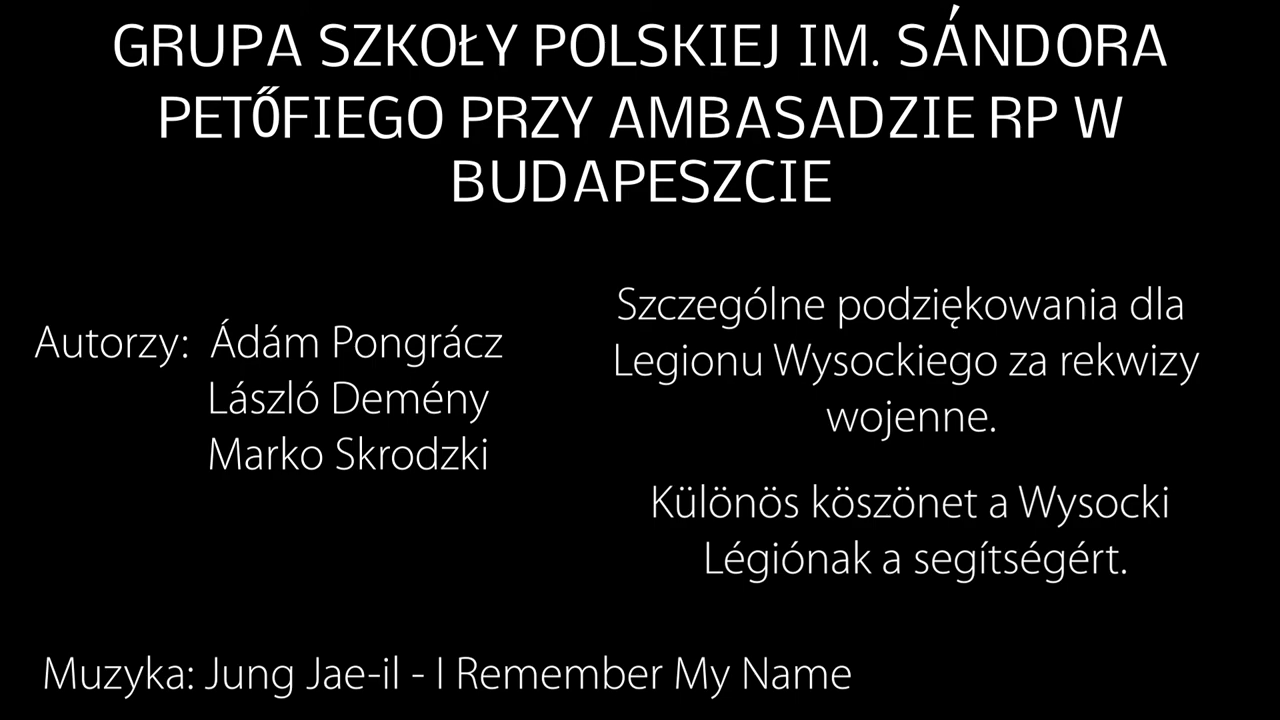 GRUPA SZKOŁY POLSKIEJ IM. SÁNDORA
PETŐFIEGO PRZY AMBASADZIE RP W
BUDAPESZCIE
Autorzy: Ádám Pongrácz
László Demény
Marko Skrodzki
Szczególne podziękowania dla
Legionu Wysockiego za rekwizy
wojenne.
Különös köszönet a Wysocki
Légiónak a segítségért.
Muzyka: Jung Jae-il - I Remember My Name